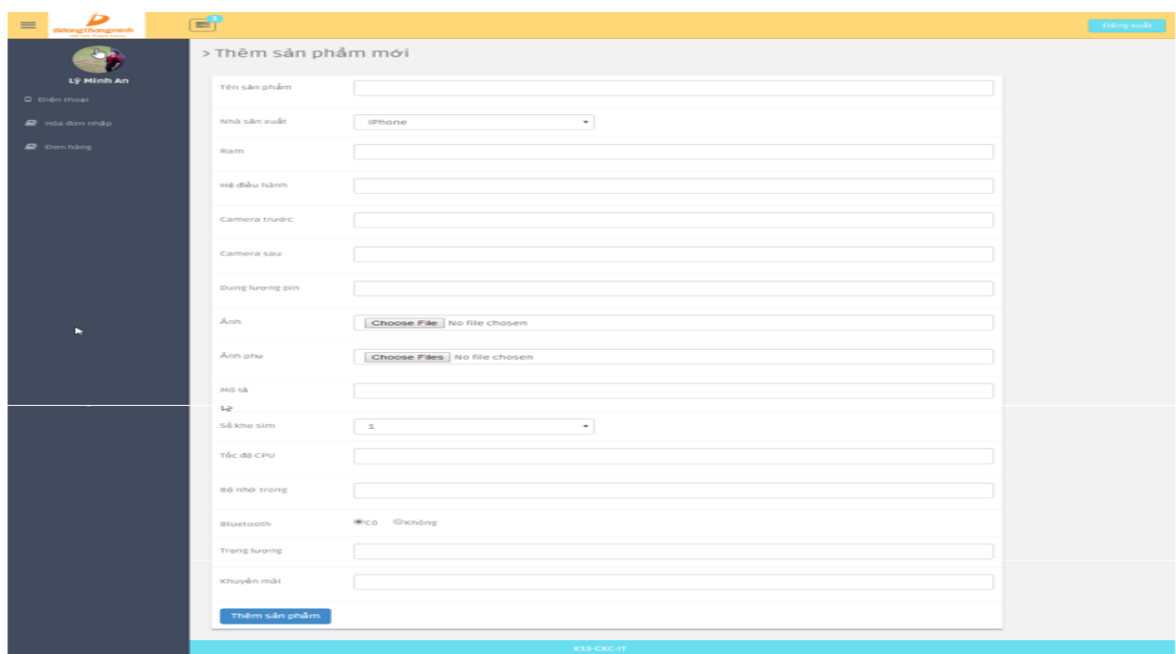 didongthongminh
Đăng xuất
> Thêm sản phẩm mới
Lý Minh An
Điện thoại
Hóa đơn nhập
Đơn hàng
Tên sản phẩm
Nhà sản xuất
IPhone
Ram
Hệ điều hành
Camera trước
Camera sau
Dung lượng pin
Ảnh
Choose File No file chosen
Ảnh phụ
Choose Files No file chosen
Mô tả
Số khe sim
1
Tốc độ CPU
Bộ nhớ trong
Bluetooth
Có Không
Trọng lượng
Khuyến mãi
Thêm sản phẩm
K13-CKC-IT